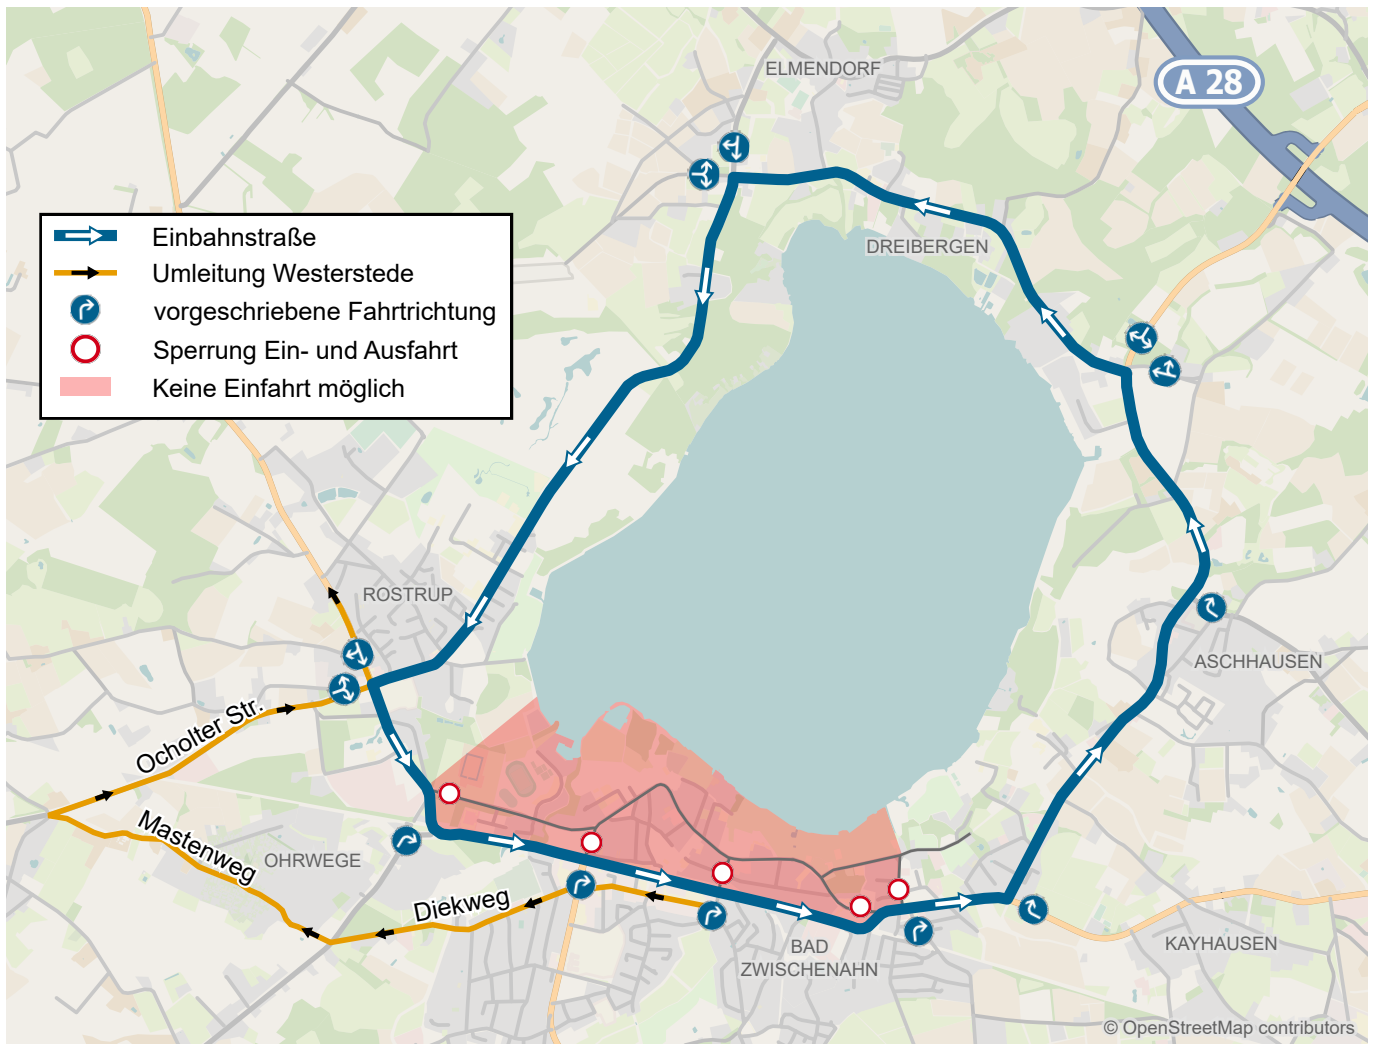 ELMENDORF
A 28
DREIBERGEN
Einbahnstraße
Umleitung Westerstede
vorgeschriebene Fahrtrichtung
Sperrung Ein- und Ausfahrt
Keine Einfahrt möglich
ROSTRUP
ASCHHAUSEN
Ocholter Str.
Mastenweg
OHRWEGE
Diekweg
BAD
ZWISCHENAHN
KAYHAUSEN
© OpenStreetMap contributors